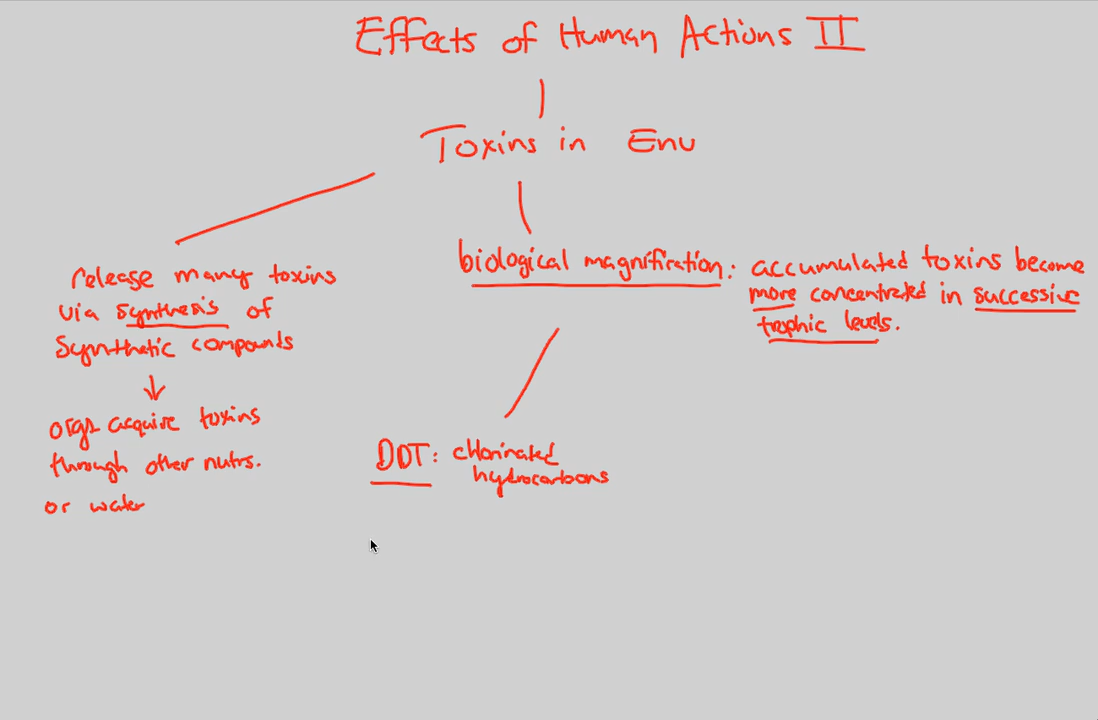 Effects of Human Actions II
Toxins in Env
release many toxins
via synthesis of
synthetic compounds
orgs acquire toxins
through other nutrs.
or water
biological magnification: accumulated toxins become
more concentrated in successive
trophic levels.
DDT: chlorinated
hydrocarbons